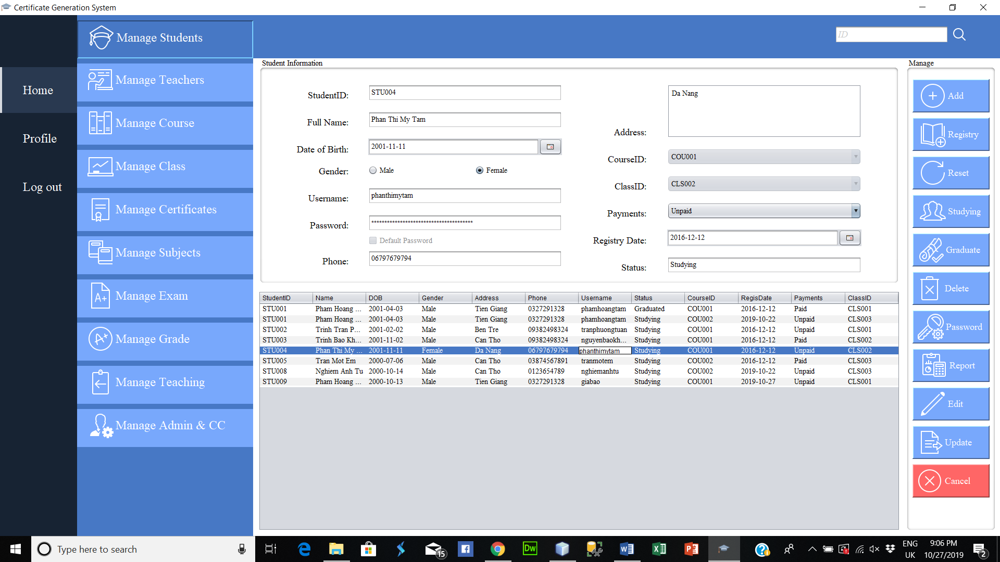 Certificate Generation System
Home
Profile
Log out
Manage Students
Manage Teachers
Manage Course
Manage Class
Manage Certificates
Manage Subjects
Manage Exam
Manage Grade
Manage Teaching
Manage Admin & CC
ID
Student Information
StudentID: STU004
Full Name: Phan Thi My Tam
Date of Birth: 2001-11-11
Gender: Male Female
Username: phanthimytam
Password: ***************************************
Default Password
Phone: 06797679794
Address: Da Nang
CourseID: COU001
ClassID: CLS002
Payments: Unpaid
Registry Date: 2016-12-12
Status: Studying
StudentID Name DOB Gender Address Phone Username Status CourseID RegisDate Payments ClassID
STU001 Pham Hoang ... 2001-04-03 Male Tien Giang 0327291328 phamhoangtam Graduated COU001 2016-12-12 Paid CLS001
STU001 Pham Hoang ... 2001-04-03 Male Tien Giang 0327291328 phamhoangtam Studying COU002 2019-10-22 Unpaid CLS003
STU002 Trinh Tran P... 2001-02-02 Male Ben Tre 09382498324 tranphuongtuan Studying COU001 2016-12-12 Unpaid CLS001
STU003 Trinh Bao Kh... 2001-11-02 Male Can Tho 09382498324 nguyenbaokh... Studying COU001 2016-12-12 Paid CLS002
STU004 Phan Thi My ... 2001-11-11 Female Da Nang 06797679794 phanthimytam Studying COU001 2016-12-12 Unpaid CLS002
STU005 Tran Mot Em 2000-07-06 Male Can Tho 03874567891 tranmotem Studying COU002 2016-12-12 Paid CLS003
STU008 Nghiem Anh Tu 2000-10-14 Male Can Tho 0123654789 nghiemanhtu Studying COU002 2019-10-22 Unpaid CLS003
STU009 Pham Hoang ... 2000-10-13 Male Tien Giang 0327291328 giabao Studying COU001 2019-10-27 Unpaid CLS001
Manage
Add
Registry
Reset
Studying
Graduate
Delete
Password
Report
Edit
Update
Cancel
A+
A+
Type here to search
15
Dw
ENG
UK
9:06 PM
10/27/2019
2